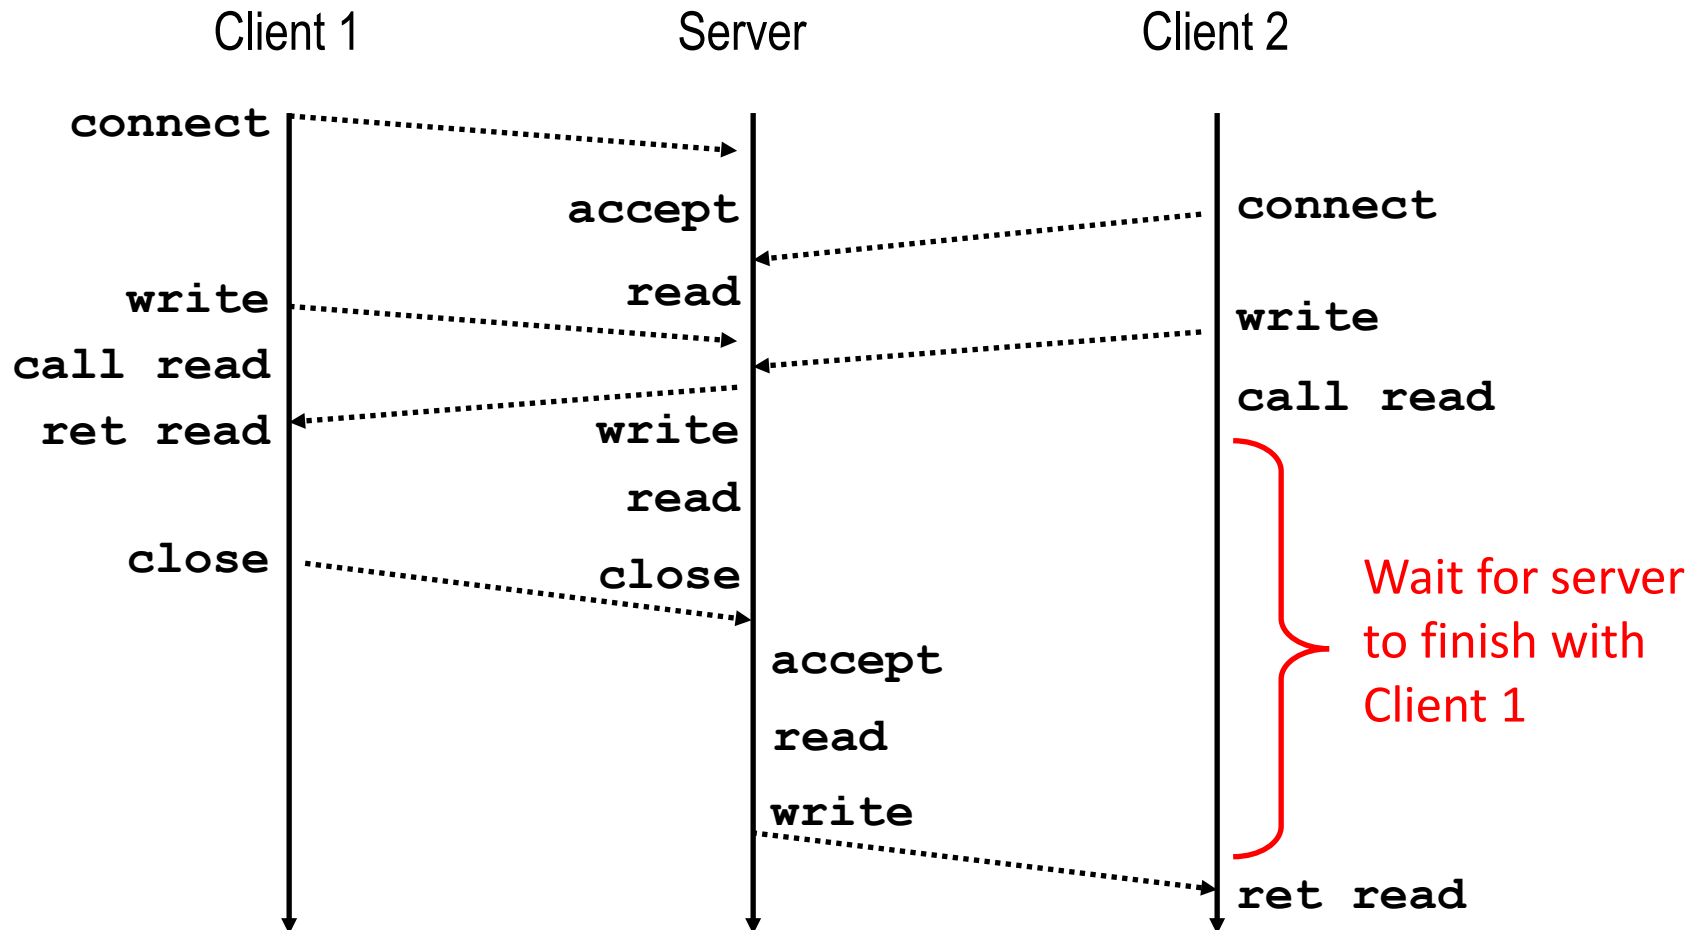 Client 1
Server
Client 2
connect
accept
connect
write
read
write
call read
call read
ret read
write
read
close
close
Wait for server
to finish with
Client 1
accept
read
write
ret read